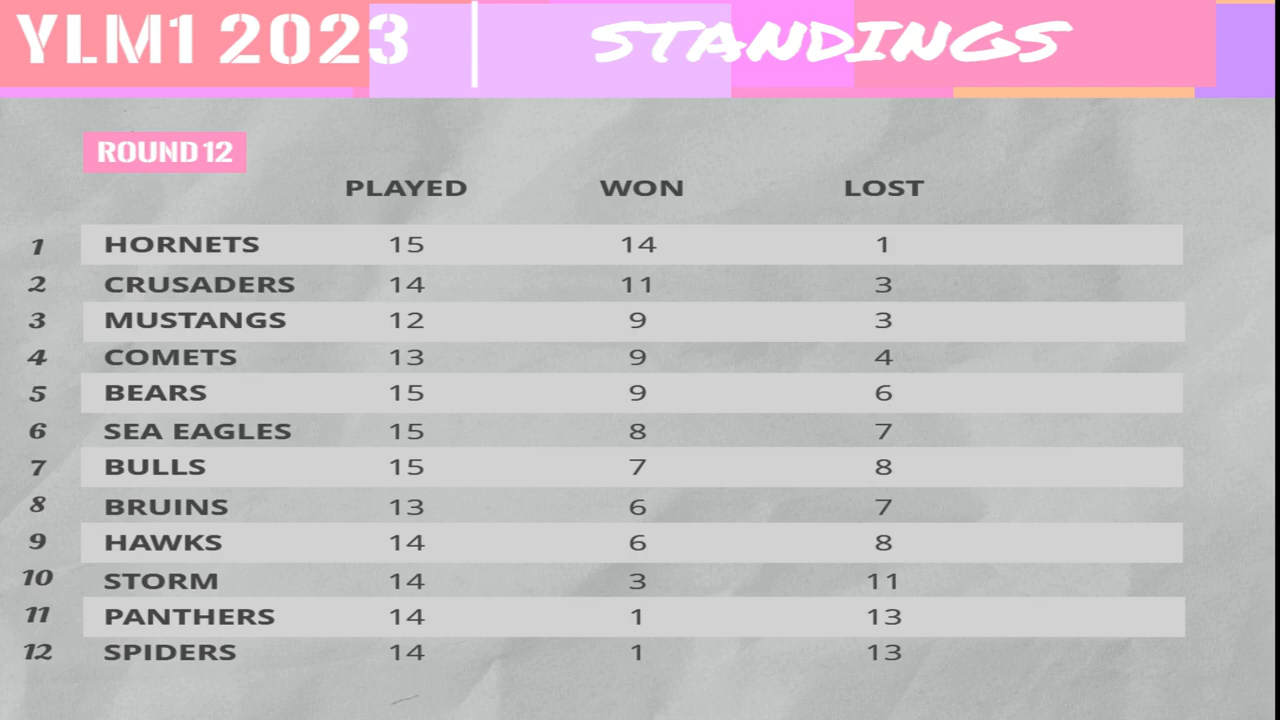 YLM1 2023 | STANDINGS
ROUND 12
PLAYED WON LOST
1 HORNETS 15 14 1
2 CRUSADERS 14 11 3
3 MUSTANGS 12 9 3
4 COMETS 13 9 4
5 BEARS 15 9 6
6 SEA EAGLES 15 8 7
7 BULLS 15 7 8
8 BRUINS 13 6 7
9 HAWKS 14 6 8
10 STORM 14 3 11
11 PANTHERS 14 1 13
12 SPIDERS 14 1 13